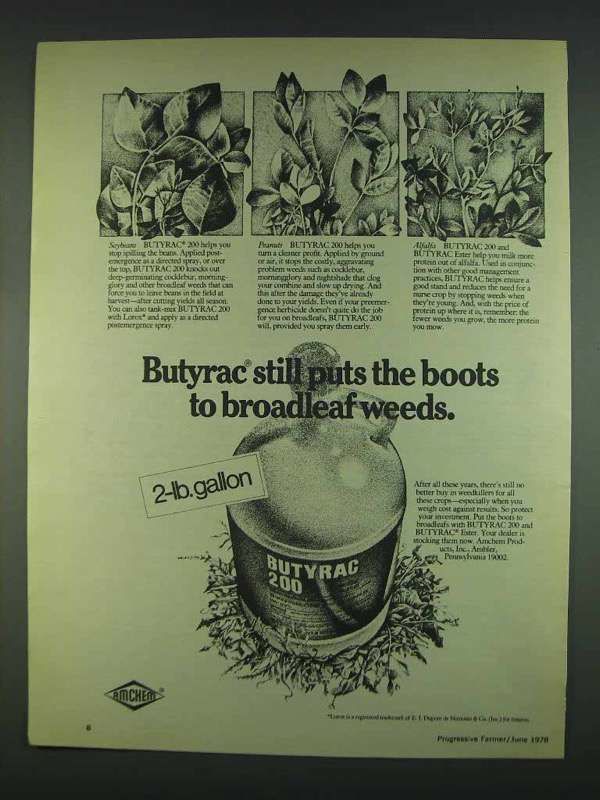 Soybeans BUTYRAC® 200 helps you
stop spilling the beans. Applied post-
emergence as a directed spray, or over
the top, BUTYRAC 200 knocks out
deep-germinating cocklebur, morning-
glory and other broadleaf weeds that can
force you to leave beans in the field at
harvest—after cutting yields all season.
You can also tank-mix BUTYRAC 200
with Lorox* and apply as a directed
postemergence spray.
Peanuts BUTYRAC 200 helps you
turn a cleaner profit. Applied by ground
or air, it stops the costly, aggravating
problem weeds such as cocklebur,
morningglory and nightshade that clog
your combine and slow up drying. And
this after the damage they've already
done to your yields. Even if your preemer-
gence herbicide doesn't quite do the job
for you on broadleafs, BUTYRAC 200
will, provided you spray them early.
Alfalfa BUTYRAC 200 and
BUTYRAC Ester help you milk more
protein out of alfalfa. Used in conjunc-
tion with other good management
practices, BUTYRAC helps ensure a
good stand and reduces the need for a
nurse crop by stopping weeds when
they're young. And, with the price of
protein up where it is, remember: the
fewer weeds you grow, the more protein
you mow.
Butyrac® still puts the boots
to broadleaf weeds.
2-lb. gallon
After all these years, there's still no
better buy in weedkillers for all
these crops—especially when you
weigh cost against results. So protect
your investment. Put the boots to
broadleafs with BUTYRAC 200 and
BUTYRAC® Ester. Your dealer is
stocking them now. Amchem Prod-
ucts, Inc., Ambler,
Pennsylvania 19002.
BUTYRAC
200
AMCHEM®
*Lorox is a registered trademark of E. I. Dupont de Nemours & Co. (Inc.) for linuron.
6
Progressive Farmer/June 1978